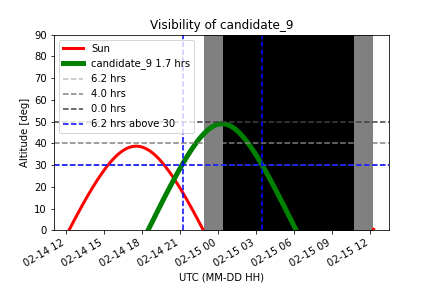 Visibility of candidate_9
90
80
70
60
50
40
30
20
10
0
Altitude [deg]
Sun
candidate_9 1.7 hrs
6.2 hrs
4.0 hrs
0.0 hrs
6.2 hrs above 30
02-14 12
02-14 15
02-14 18
02-14 21
02-15 00
02-15 03
02-15 06
02-15 09
02-15 12
UTC (MM-DD HH)